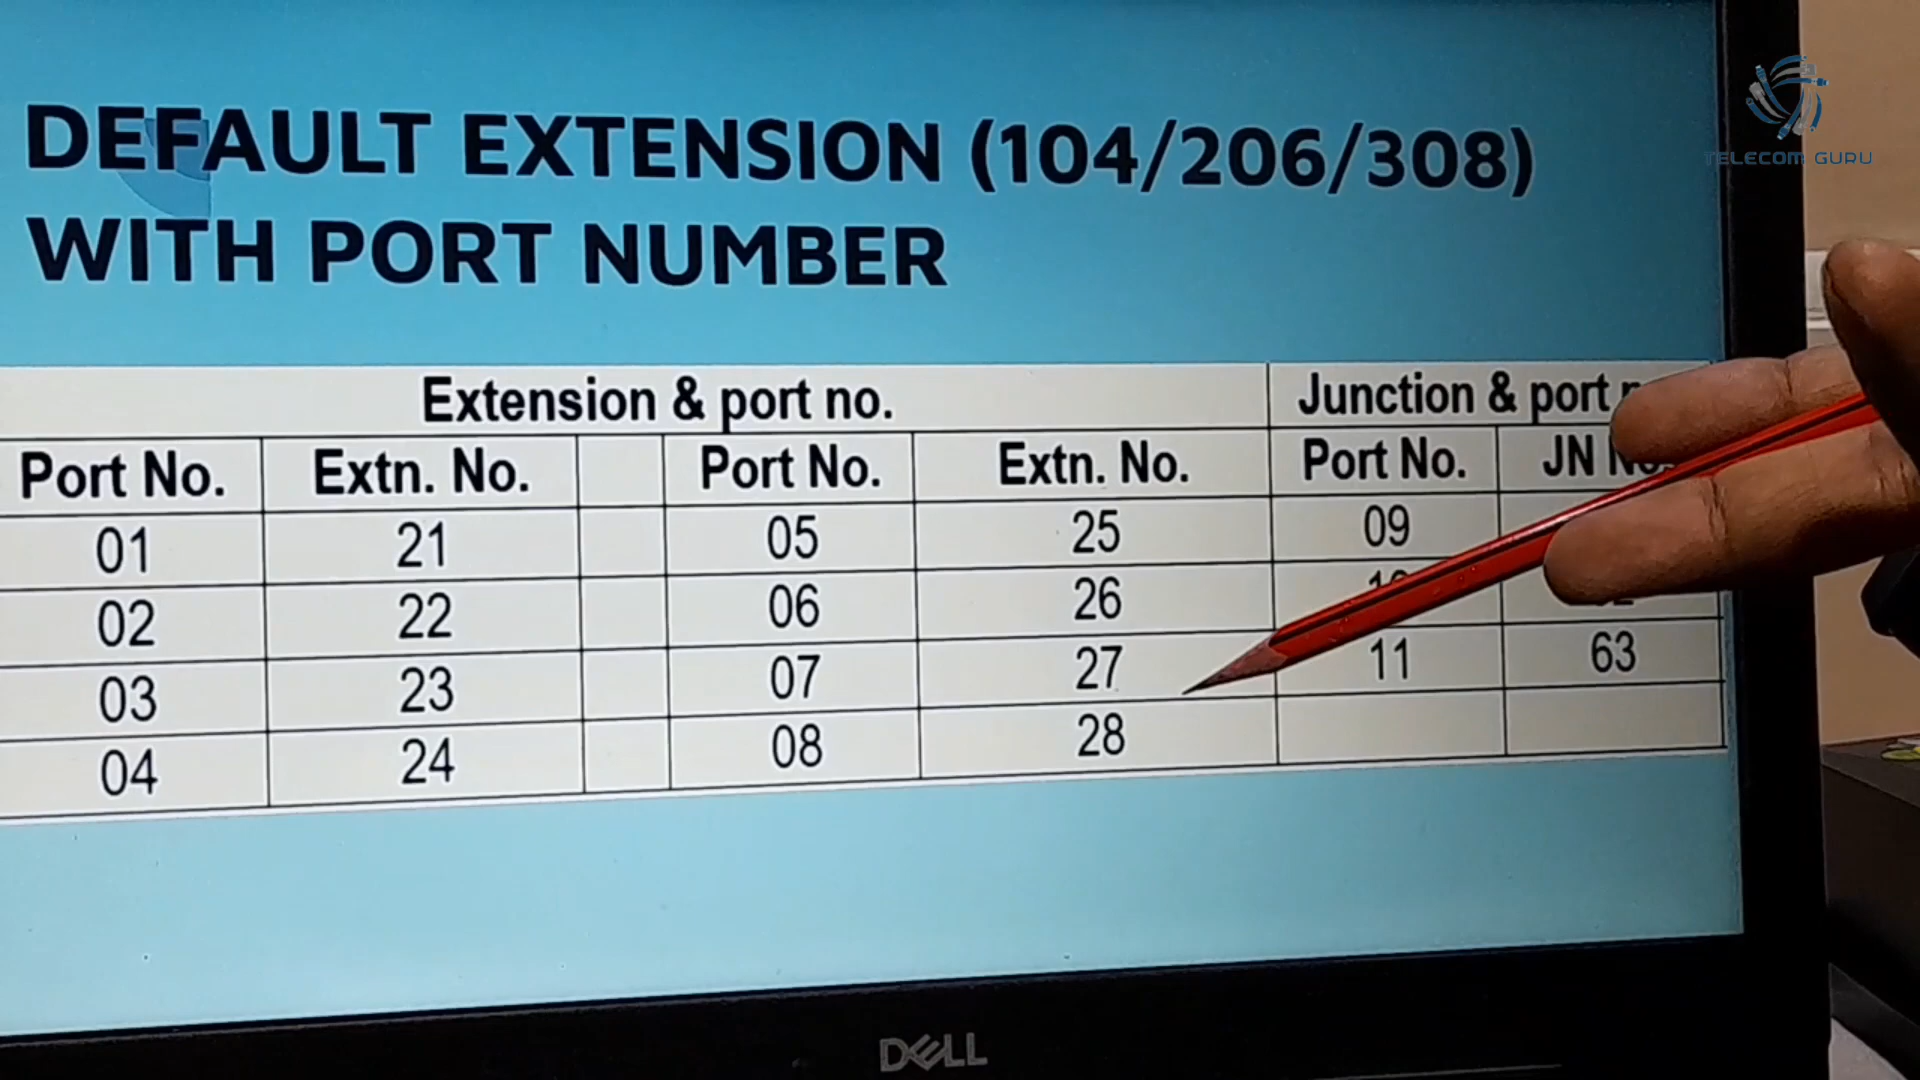 TELECOM GURU
DEFAULT EXTENSION (104/206/308)
WITH PORT NUMBER
Extension & port no. Junction & port
Port No. Extn. No. Port No. Extn. No. Port No. JN
01 21 05 25 09
02 22 06 26
03 23 07 27 11 63
04 24 08 28
DELL